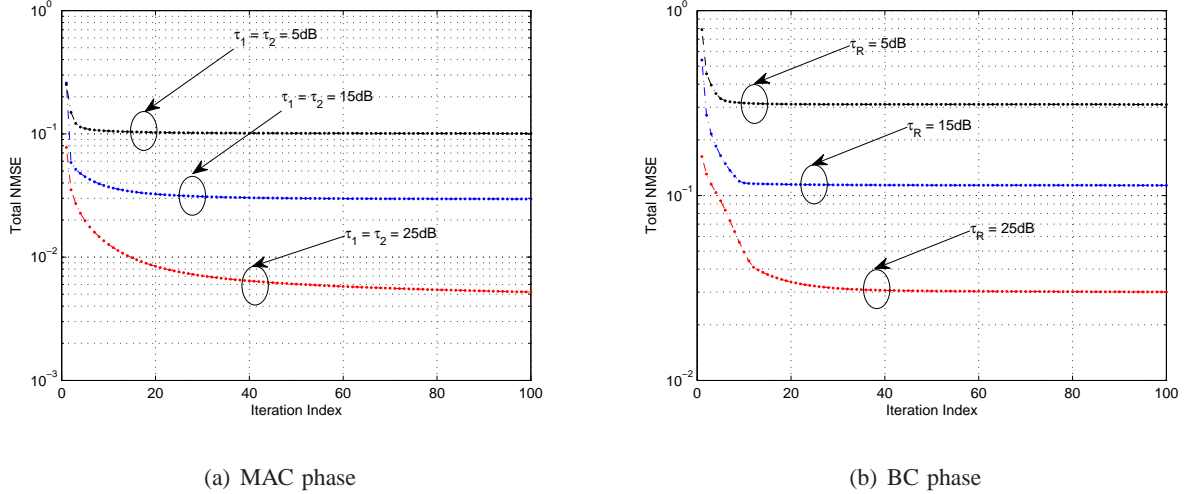 10^0
10^-1
10^-2
10^-3
Total NMSE
0 20 40 60 80 100
Iteration Index
τ_1 = τ_2 = 5dB
τ_1 = τ_2 = 15dB
τ_1 = τ_2 = 25dB
(a) MAC phase
10^0
10^-1
10^-2
Total NMSE
0 20 40 60 80 100
Iteration Index
τ_R = 5dB
τ_R = 15dB
τ_R = 25dB
(b) BC phase